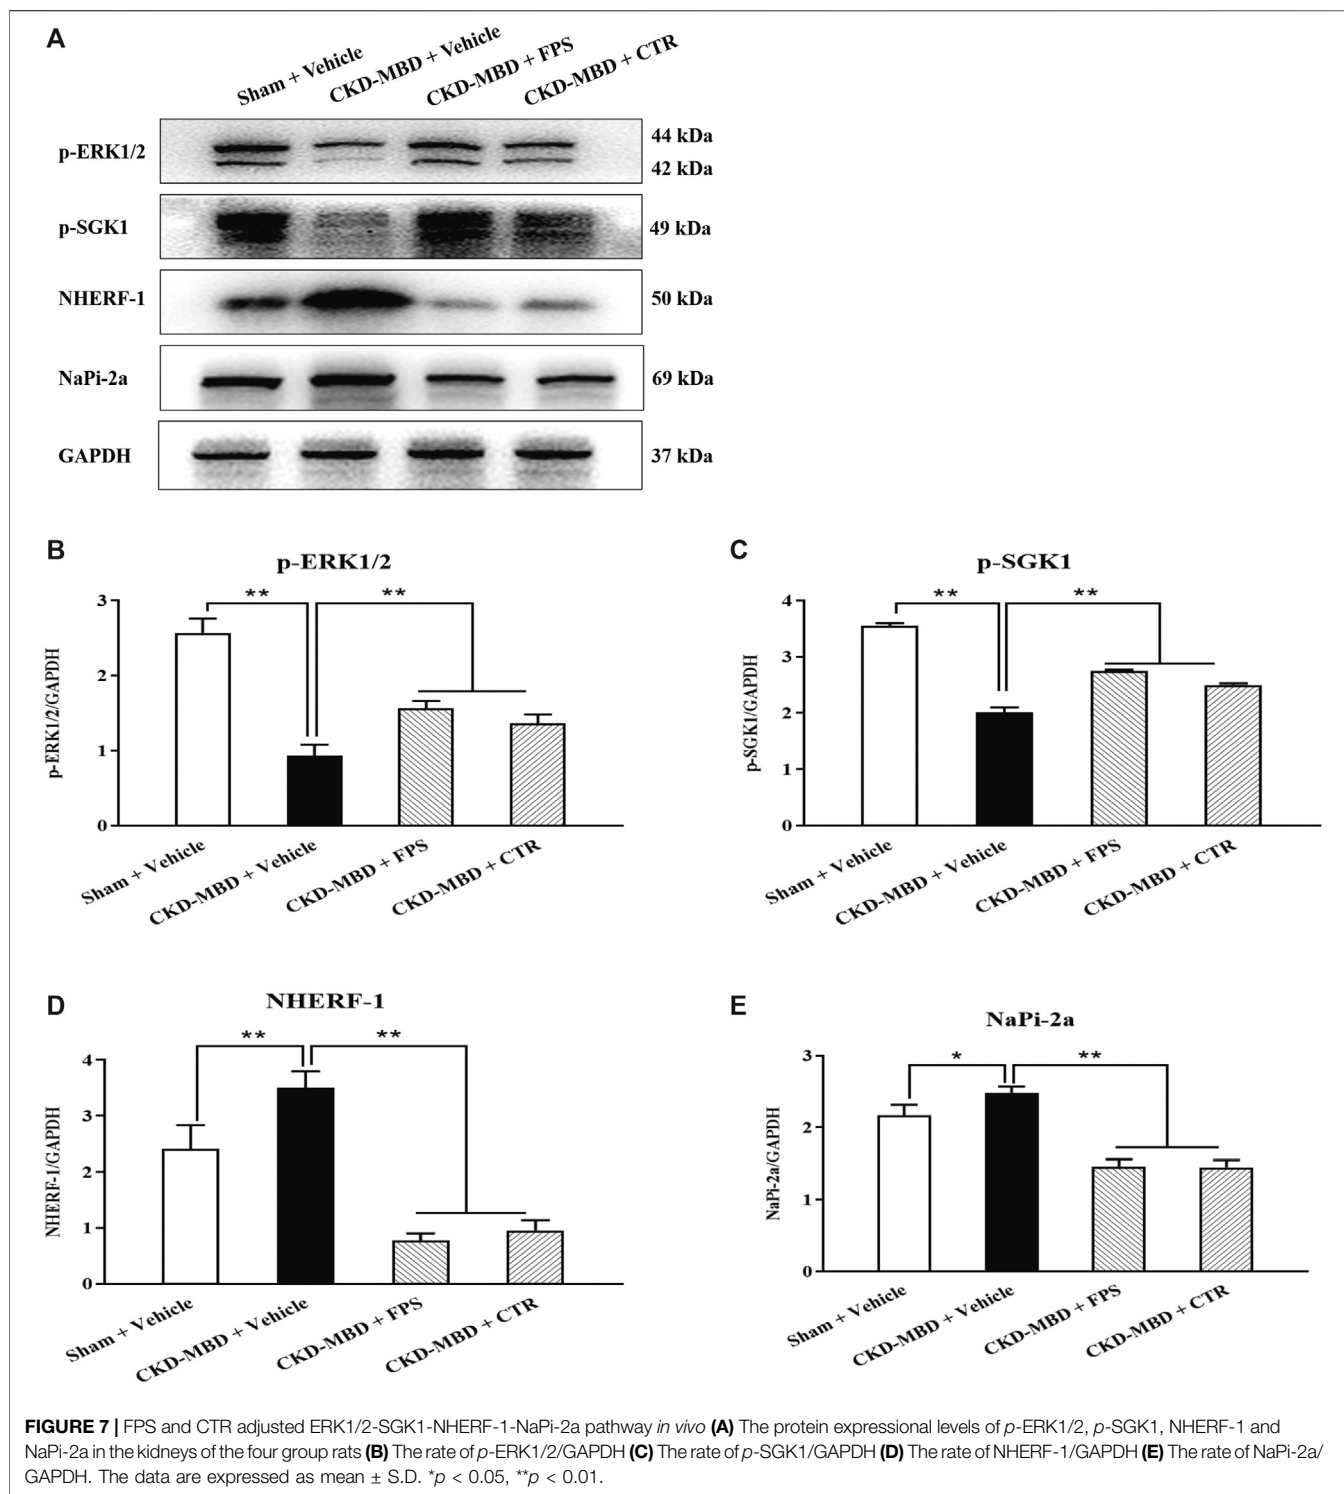 A
Sham + Vehicle
CKD-MBD + Vehicle
CKD-MBD + FPS
CKD-MBD + CTR
p-ERK1/2
44 kDa
42 kDa
p-SGK1
49 kDa
NHERF-1
50 kDa
NaPi-2a
69 kDa
GAPDH
37 kDa
B
p-ERK1/2
**
**
p-ERK1/2/GAPDH
3
2
1
0
Sham + Vehicle
CKD-MBD + Vehicle
CKD-MBD + FPS
CKD-MBD + CTR
C
p-SGK1
**
**
p-SGK1/GAPDH
4
3
2
1
0
Sham + Vehicle
CKD-MBD + Vehicle
CKD-MBD + FPS
CKD-MBD + CTR
D
NHERF-1
**
**
NHERF-1/GAPDH
4
3
2
1
0
Sham + Vehicle
CKD-MBD + Vehicle
CKD-MBD + FPS
CKD-MBD + CTR
E
NaPi-2a
*
**
NaPi-2a/GAPDH
3
2
1
0
Sham + Vehicle
CKD-MBD + Vehicle
CKD-MBD + FPS
CKD-MBD + CTR
FIGURE 7 | FPS and CTR adjusted ERK1/2-SGK1-NHERF-1-NaPi-2a pathway in vivo (A) The protein expressional levels of p-ERK1/2, p-SGK1, NHERF-1 and
NaPi-2a in the kidneys of the four group rats (B) The rate of p-ERK1/2/GAPDH (C) The rate of p-SGK1/GAPDH (D) The rate of NHERF-1/GAPDH (E) The rate of NaPi-2a/
GAPDH. The data are expressed as mean ± S.D. *p < 0.05, **p < 0.01.